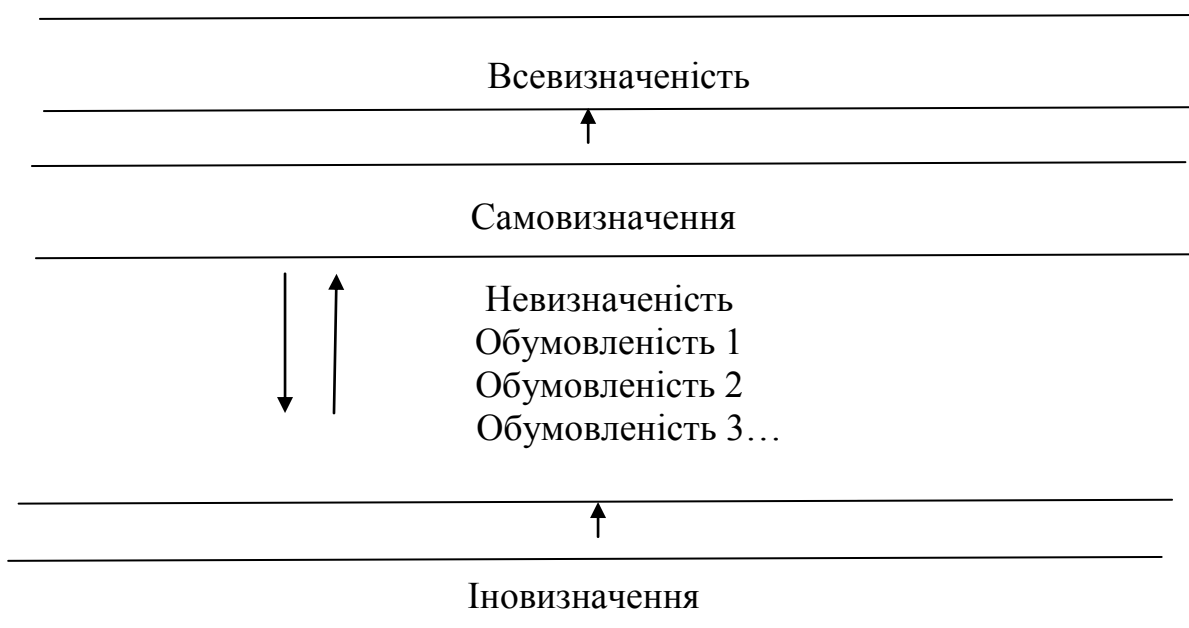 Всевизначеність
Самовизначення
Невизначеність
Обумовленість 1
Обумовленість 2
Обумовленість 3…
Іновизначення